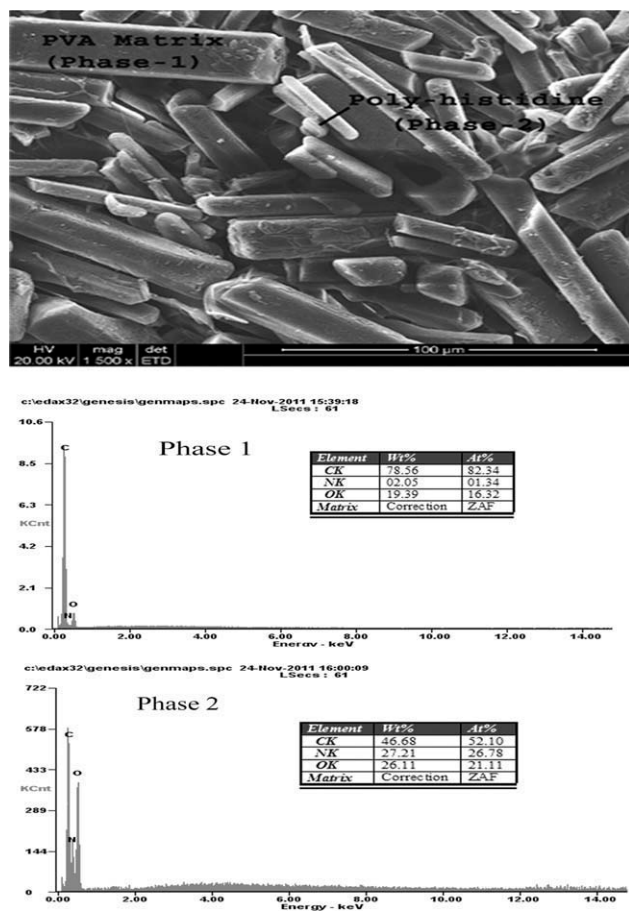 PVA Matrix
(Phase-1)
Poly-histidine
(Phase-2)
HV mag det
20.00 kV 1 500 x ETD
100 µm
c:\edax32\genesis\genmaps.spc 24-Nov-2011 15:39:18
LSecs : 61
10.6
8.5
6.3
KCnt
4.2
2.1
0.0
C
N
O
Phase 1
Element Wt% At%
CK 78.56 82.34
NK 02.05 01.34
OK 19.39 16.32
Matrix Correction ZAF
0.00 2.00 4.00 6.00 8.00 10.00 12.00 14.00
Energy - keV
c:\edax32\genesis\genmaps.spc 24-Nov-2011 16:00:09
LSecs : 61
722
578
433
KCnt
289
144
0
C
O
N
Phase 2
Element Wt% At%
CK 46.68 52.10
NK 27.21 26.78
OK 26.11 21.11
Matrix Correction ZAF
0.00 2.00 4.00 6.00 8.00 10.00 12.00 14.00
Energy - keV